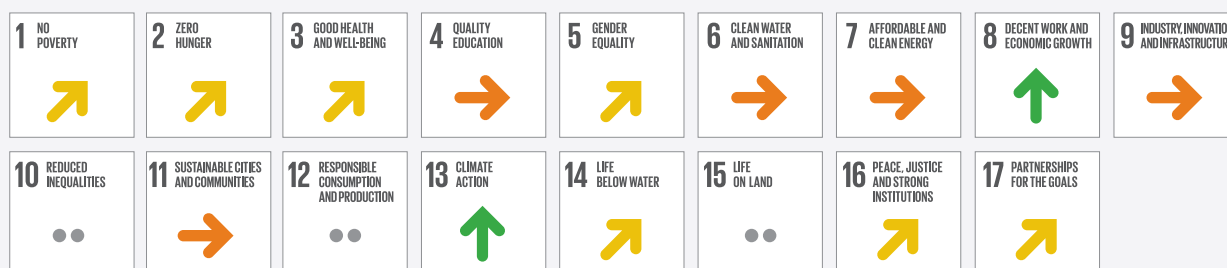 1 NO
POVERTY
2 ZERO
HUNGER
3 GOOD HEALTH
AND WELL-BEING
4 QUALITY
EDUCATION
5 GENDER
EQUALITY
6 CLEAN WATER
AND SANITATION
7 AFFORDABLE AND
CLEAN ENERGY
8 DECENT WORK AND
ECONOMIC GROWTH
9 INDUSTRY, INNOVATIO
AND INFRASTRUCTUR
10 REDUCED
INEQUALITIES
11 SUSTAINABLE CITIES
AND COMMUNITIES
12 RESPONSIBLE
CONSUMPTION
AND PRODUCTION
13 CLIMATE
ACTION
14 LIFE
BELOW WATER
15 LIFE
ON LAND
16 PEACE, JUSTICE
AND STRONG
INSTITUTIONS
17 PARTNERSHIPS
FOR THE GOALS